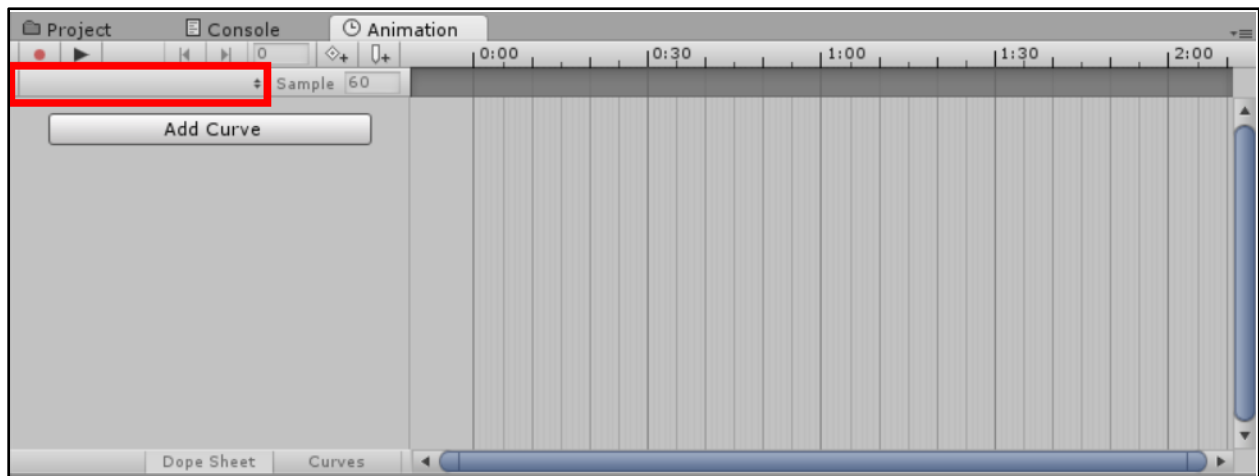 Project Console Animation
0 0:00 0:30 1:00 1:30 2:00
Sample 60
Add Curve
Dope Sheet Curves